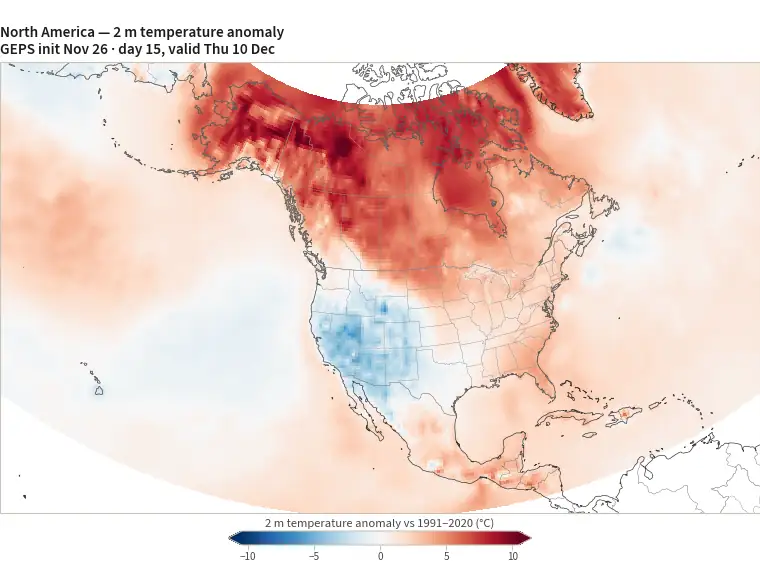 North America — 2 m temperature anomaly
GEPS init Nov 26 · day 15, valid Thu 10 Dec
2 m temperature anomaly vs 1991–2020 (°C)
−10 −5 0 5 10